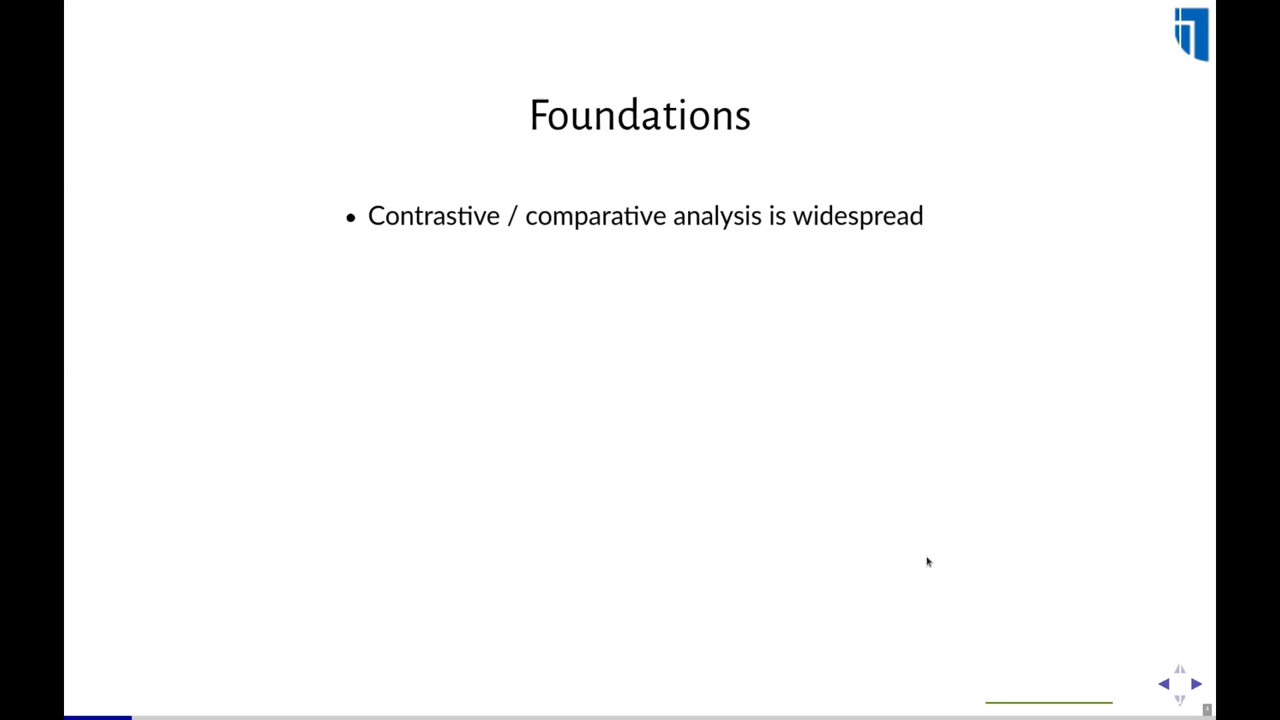 Foundations
• Contrastive / comparative analysis is widespread